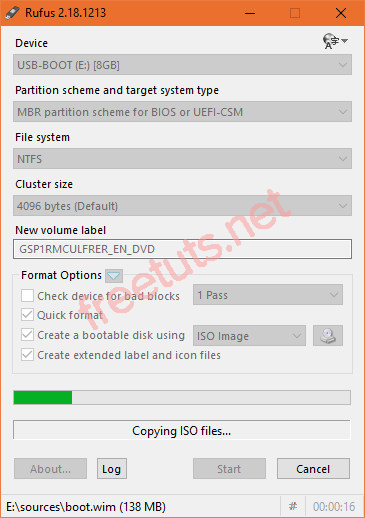 Rufus 2.18.1213
Device
USB-BOOT (E:) [8GB]
Partition scheme and target system type
MBR partition scheme for BIOS or UEFI-CSM
File system
NTFS
Cluster size
4096 bytes (Default)
New volume label
GSP1RMCULFRER_EN_DVD
Format Options
Check device for bad blocks
1 Pass
Quick format
Create a bootable disk using
ISO Image
Create extended label and icon files
freetuts.net
Copying ISO files...
About...
Log
Start
Cancel
E:\sources\boot.wim (138 MB)
#
00:00:16